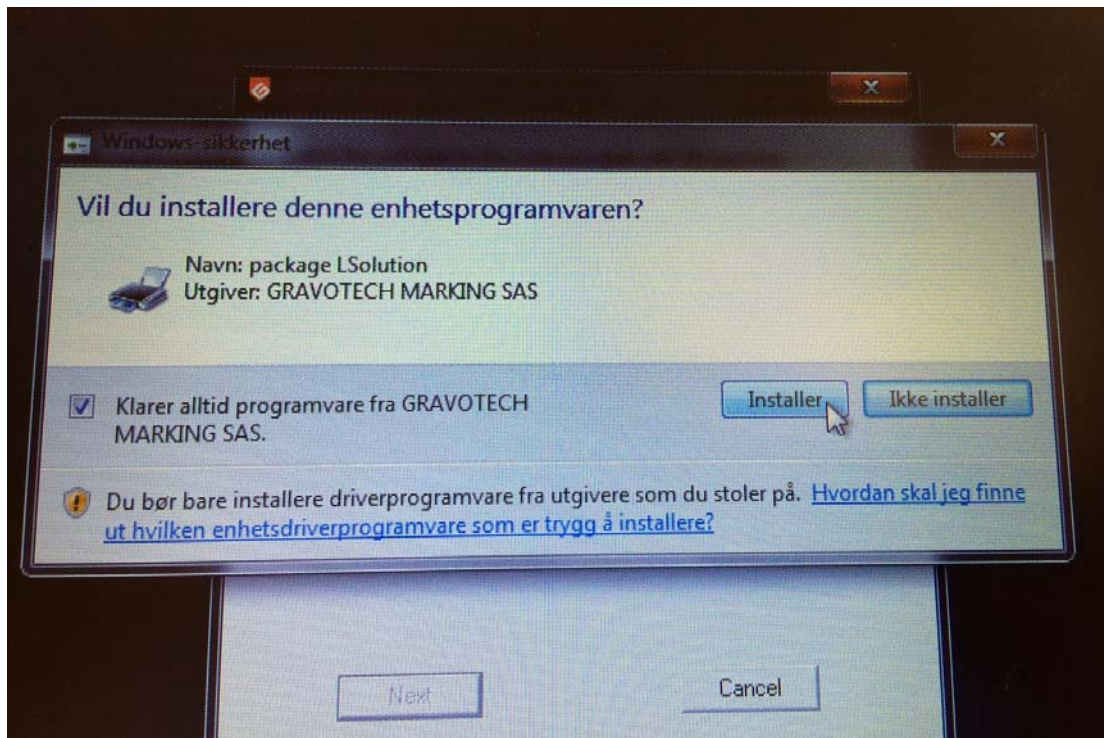 Windows-sikkerhet
Vil du installere denne enhetsprogramvaren?
Navn: package LSolution
Utgiver: GRAVOTECH MARKING SAS
Klarer alltid programvare fra GRAVOTECH
MARKING SAS.
Installer
Ikke installer
Du bør bare installere driverprogramvare fra utgivere som du stoler på. Hvordan skal jeg finne
ut hvilken enhetsdriverprogramvare som er trygg å installere?
Next
Cancel